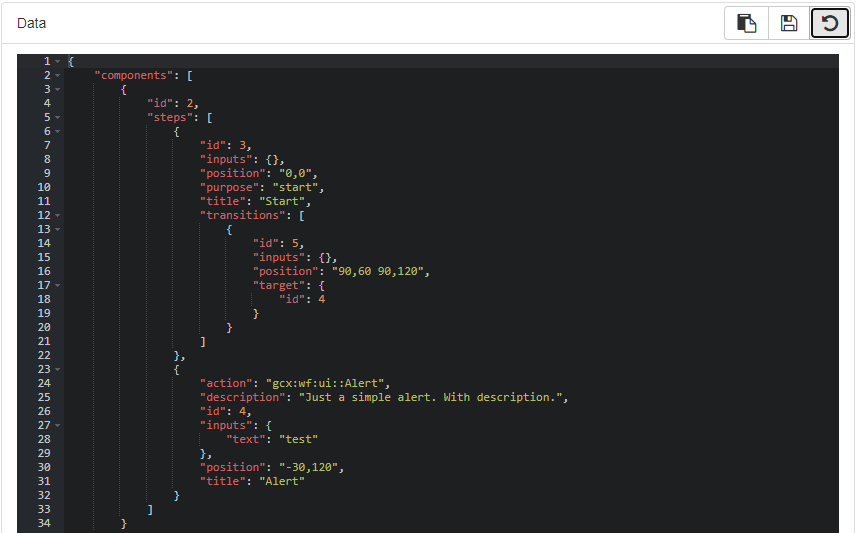 Data
1 {
2     "components": [
3         {
4             "id": 2,
5             "steps": [
6                 {
7                     "id": 3,
8                     "inputs": {},
9                     "position": "0,0",
10                     "purpose": "start",
11                     "title": "Start",
12                     "transitions": [
13                         {
14                             "id": 5,
15                             "inputs": {},
16                             "position": "90,60 90,120",
17                             "target": {
18                                 "id": 4
19                             }
20                         }
21                     ]
22                 },
23                 {
24                     "action": "gcx:wf:ui::Alert",
25                     "description": "Just a simple alert. With description.",
26                     "id": 4,
27                     "inputs": {
28                         "text": "test"
29                     },
30                     "position": "-30,120",
31                     "title": "Alert"
32                 }
33             ]
34         }